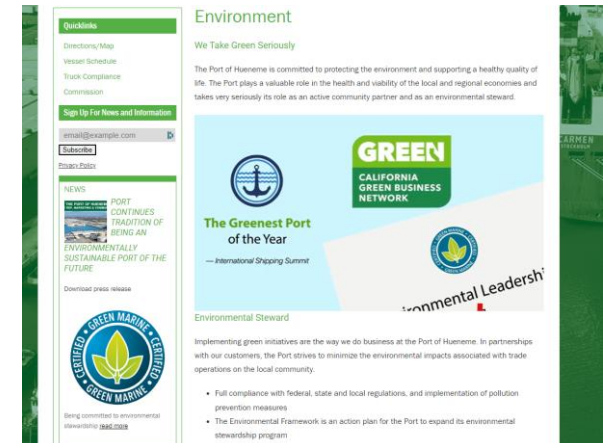 Quicklinks
Directions/Map
Vessel Schedule
Truck Compliance
Commission
Sign Up For News and Information
email@example.com
Subscribe
Privacy Policy
NEWS
PORT
CONTINUES
TRADITION OF
BEING AN
ENVIRONMENTALLY
SUSTAINABLE PORT OF THE
FUTURE
Download press release
GREEN MARINE
CERTIFIED
CERTIFIED
GREEN MARINE
Being committed to environmental
stewardship read more
Environment
We Take Green Seriously
The Port of Hueneme is committed to protecting the environment and supporting a healthy quality of
life. The Port plays a valuable role in the health and viability of the local and regional economies and
takes very seriously its role as an active community partner and as an environmental steward.
The Greenest Port
of the Year
— International Shipping Summit
GREEN
CALIFORNIA
GREEN BUSINESS
NETWORK
ronmental Leadersh
Environmental Steward
Implementing green initiatives are the way we do business at the Port of Hueneme. In partnerships
with our customers, the Port strives to minimize the environmental impacts associated with trade
operations on the local community.
Full compliance with federal, state and local regulations, and implementation of pollution
prevention measures
The Environmental Framework is an action plan for the Port to expand its environmental
stewardship program
CARMEN
STOCKHOLM